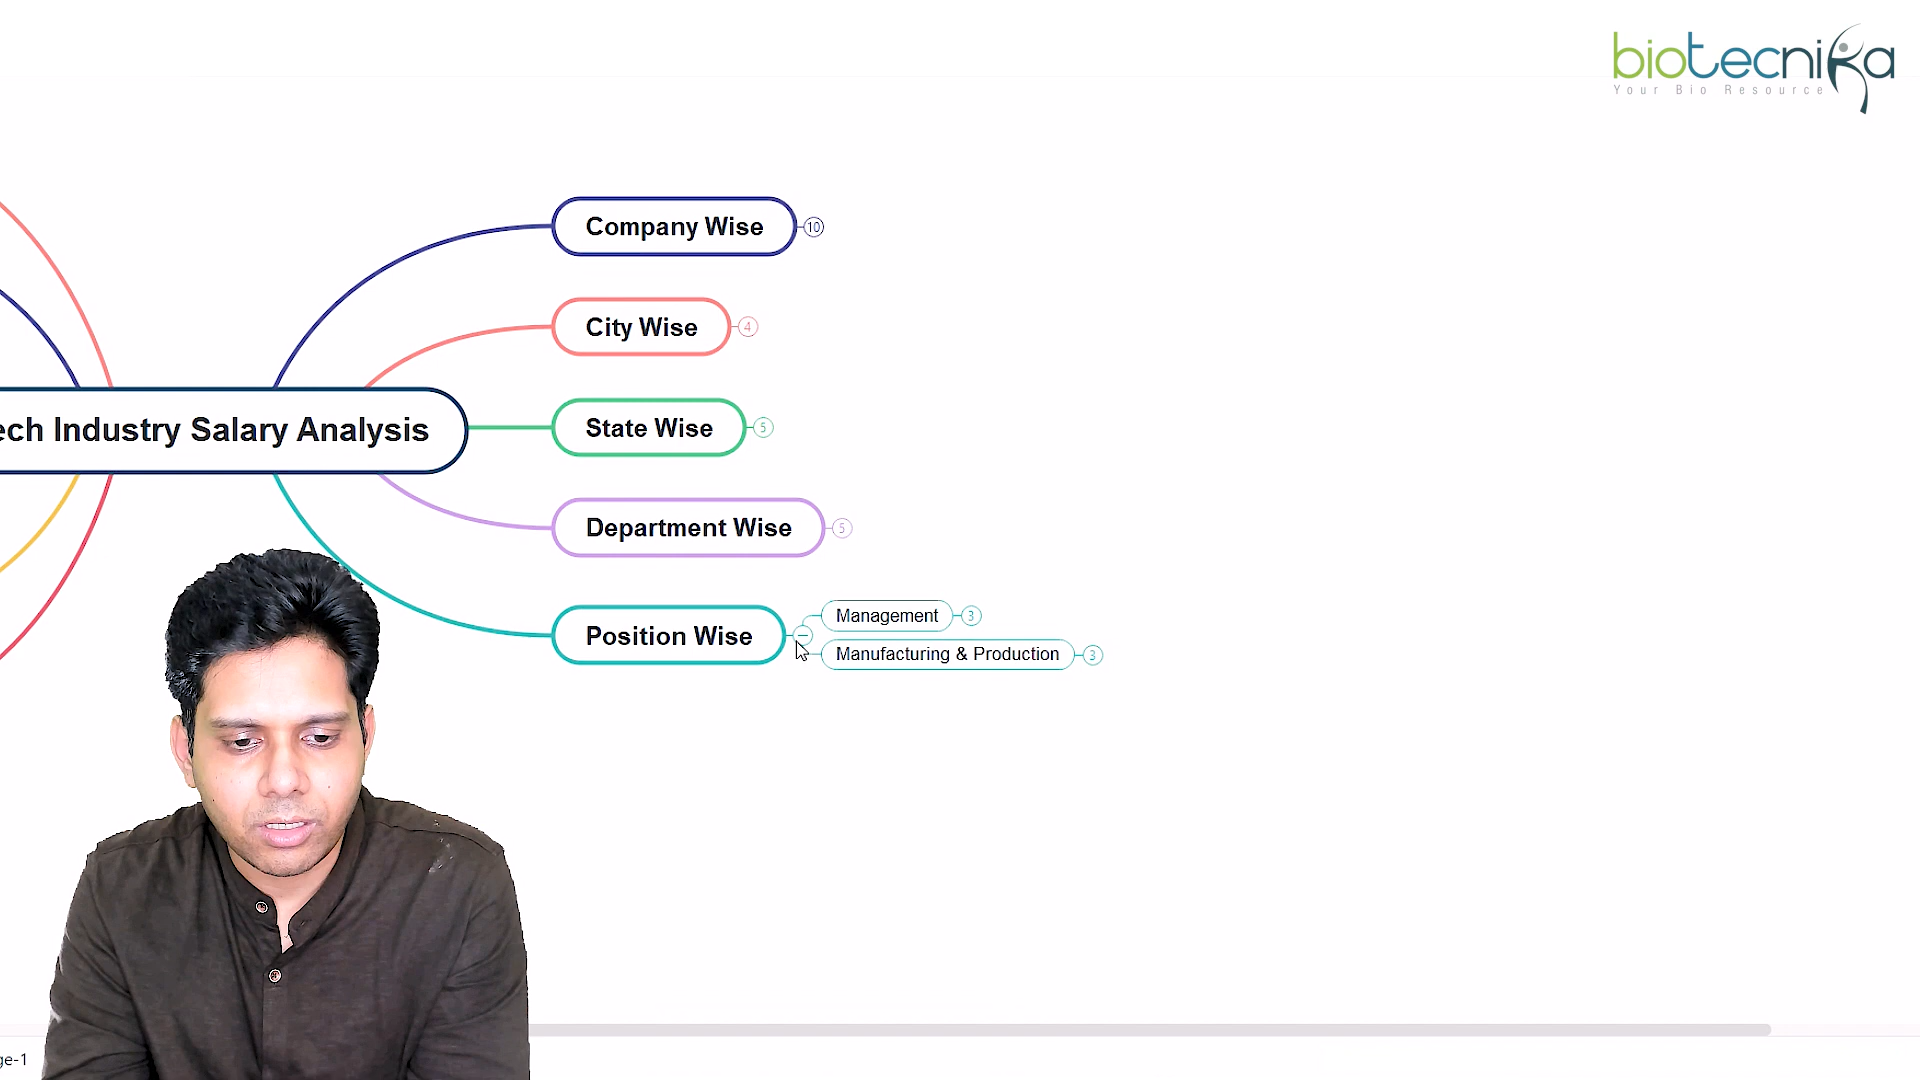 biotecnika
Your Bio Resource
Company Wise
10
City Wise
4
ech Industry Salary Analysis
State Wise
5
Department Wise
5
Position Wise
Management
3
Manufacturing & Production
3
ge-1